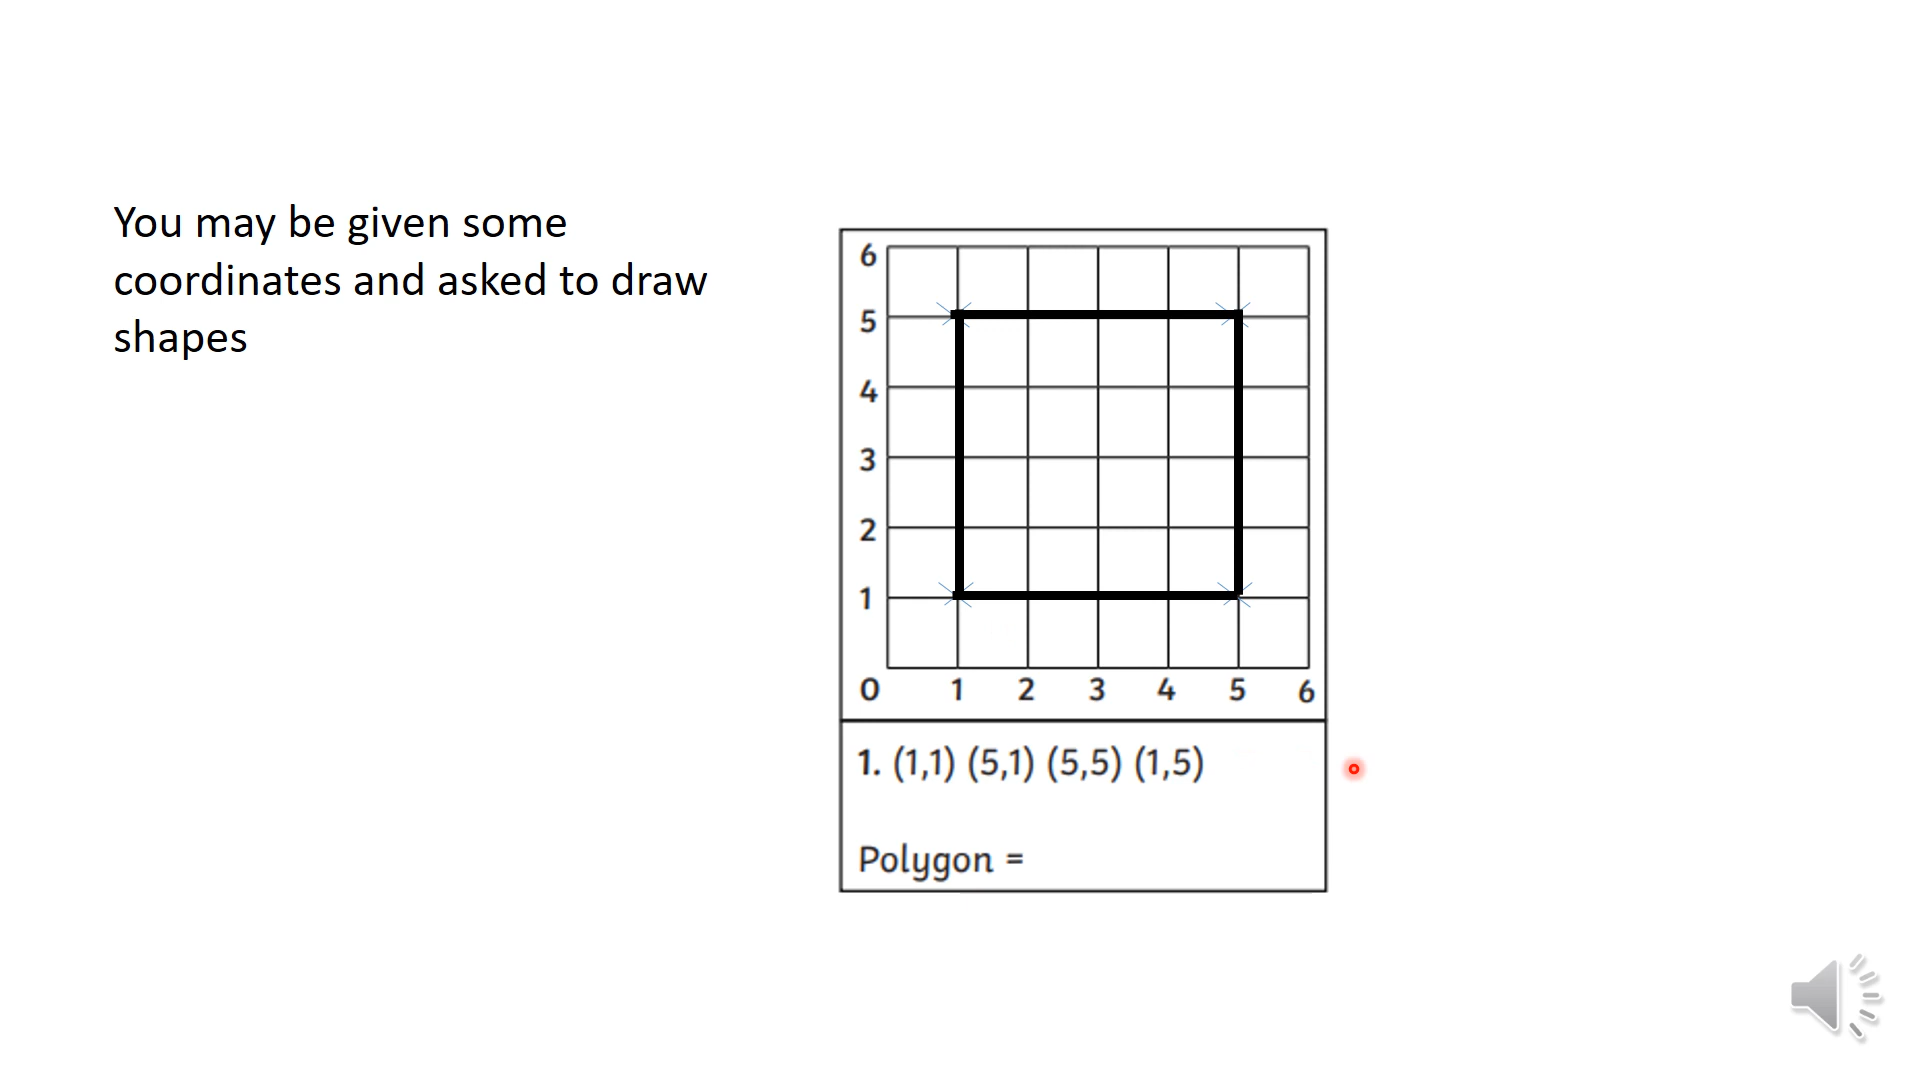 You may be given some
coordinates and asked to draw
shapes
6
5
4
3
2
1
0 1 2 3 4 5 6
1. (1,1) (5,1) (5,5) (1,5)
Polygon =